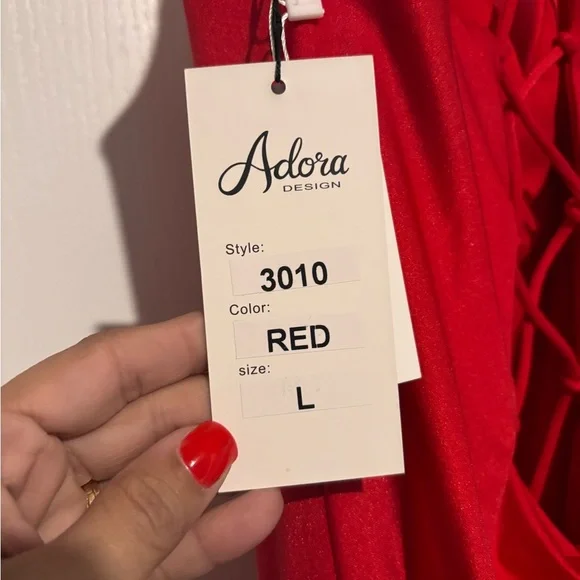 Adora
DESIGN
Style:
3010
Color:
RED
size:
L